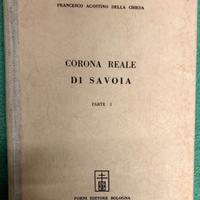 FRANCESCO AGOSTINO DELLA CHIESA
CORONA REALE
DI SAVOIA
PARTE I
FORNI EDITORE BOLOGNA